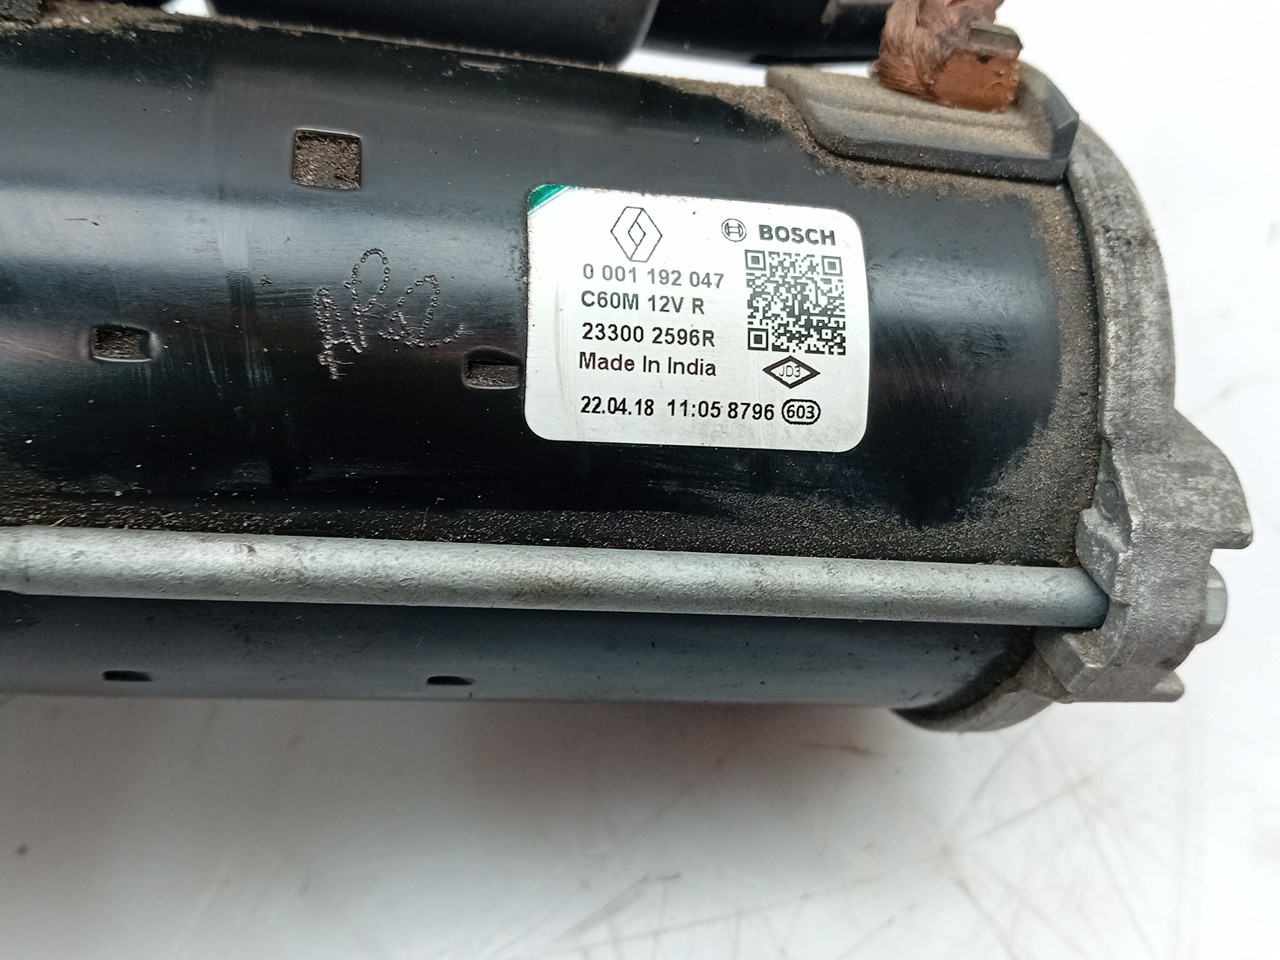 BOSCH
0 001 192 047
C60M 12V R
23300 2596R
Made In India
JD3
22.04.18 11:05 8796 603